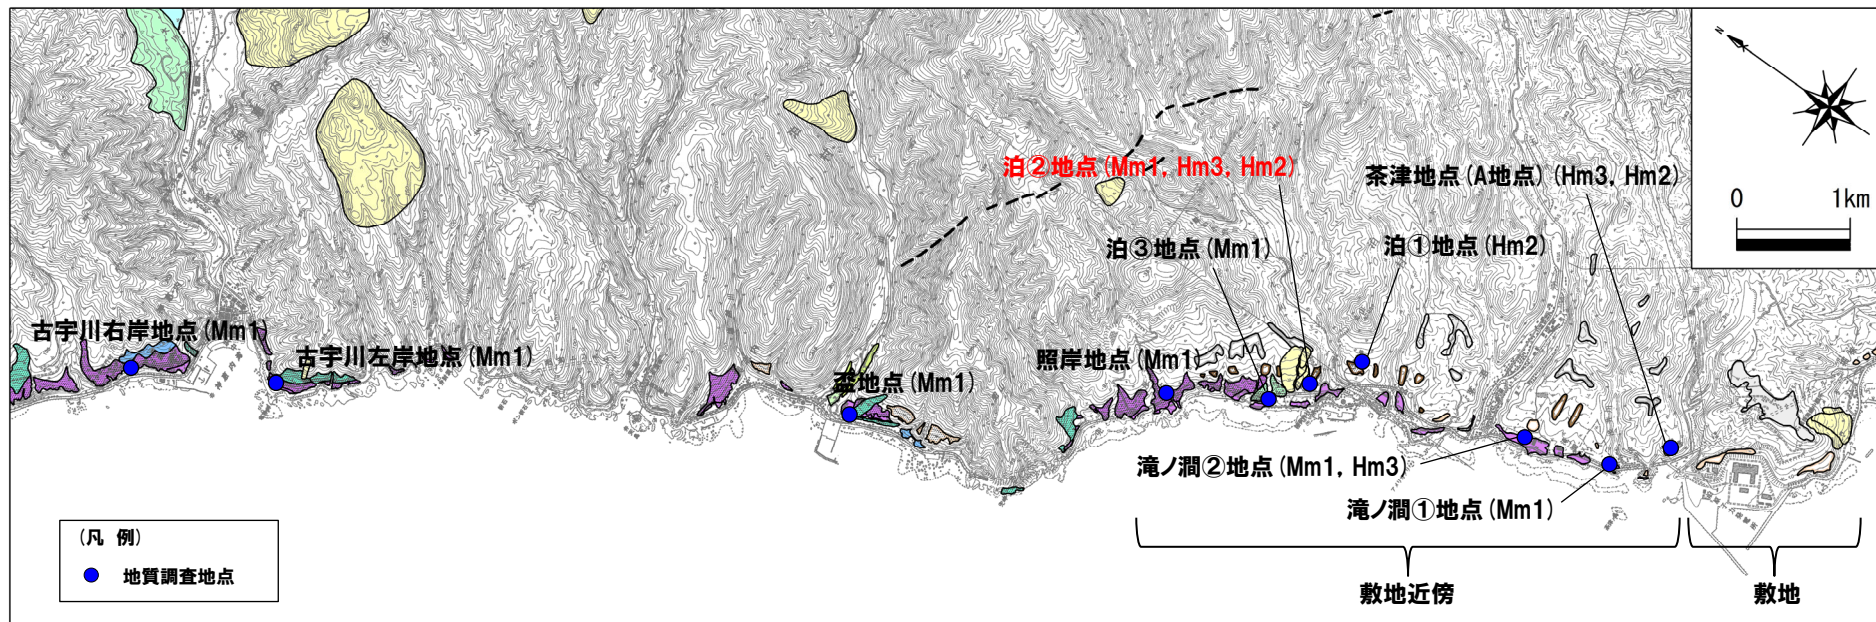 N
0 1km
泊②地点(Mm1, Hm3, Hm2)
茶津地点(A地点)(Hm3, Hm2)
泊③地点(Mm1)
泊①地点(Hm2)
古宇川右岸地点(Mm1)
古宇川左岸地点(Mm1)
盃地点(Mm1)
照岸地点(Mm1)
滝ノ澗②地点(Mm1, Hm3)
滝ノ澗①地点(Mm1)
(凡 例)
地質調査地点
敷地近傍
敷地